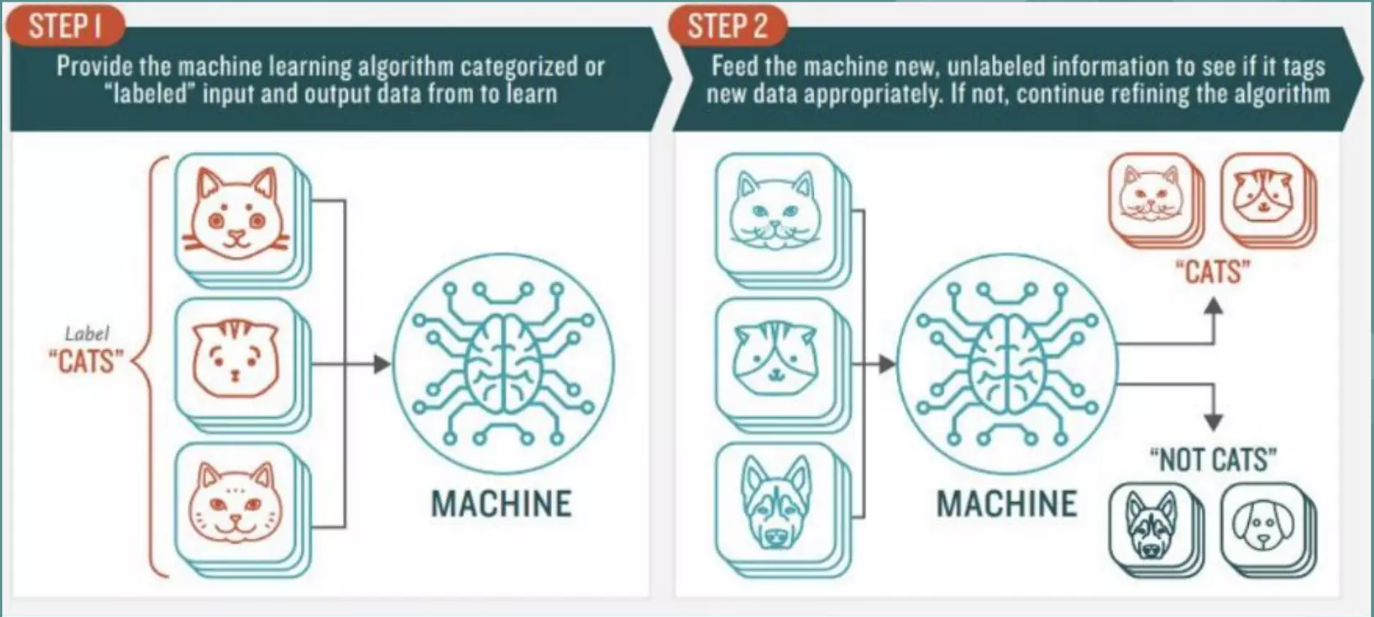 STEP 1
Provide the machine learning algorithm categorized or
“labeled” input and output data from to learn
Label
“CATS”
MACHINE
STEP 2
Feed the machine new, unlabeled information to see if it tags
new data appropriately. If not, continue refining the algorithm
MACHINE
“CATS”
“NOT CATS”